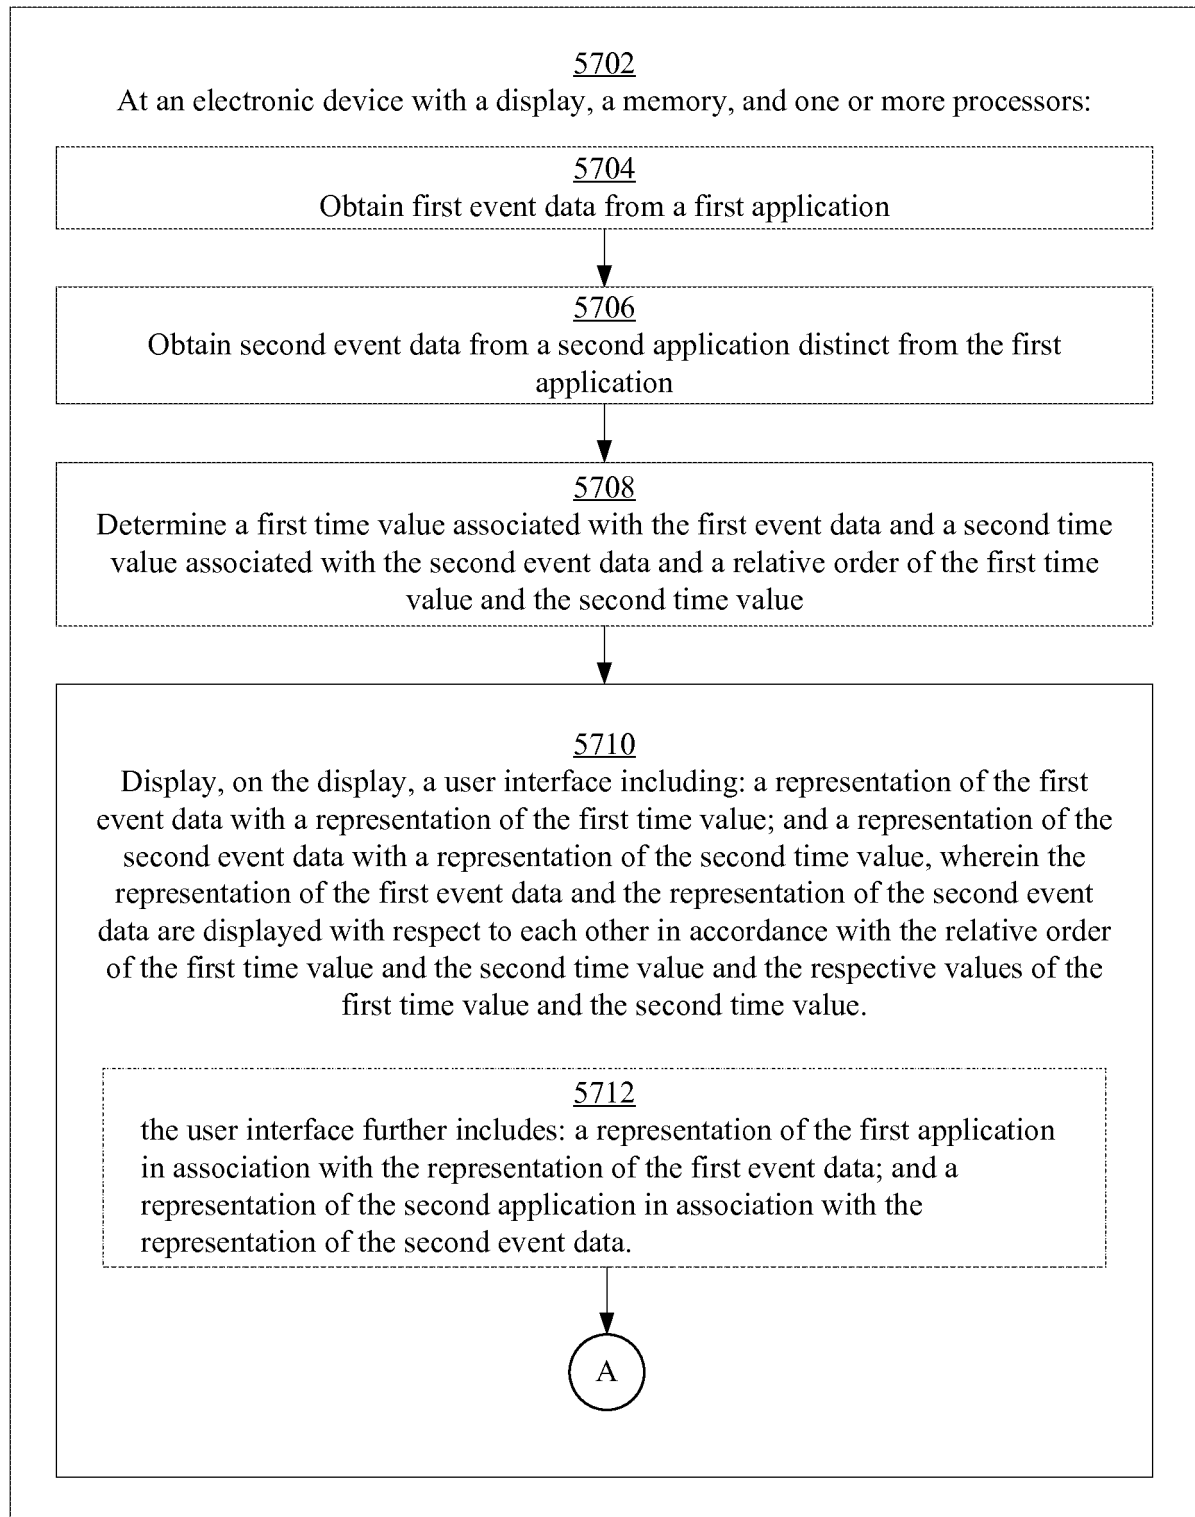 5702
At an electronic device with a display, a memory, and one or more processors:
5704
Obtain first event data from a first application
5706
Obtain second event data from a second application distinct from the first
application
5708
Determine a first time value associated with the first event data and a second time
value associated with the second event data and a relative order of the first time
value and the second time value
5710
Display, on the display, a user interface including: a representation of the first
event data with a representation of the first time value; and a representation of the
second event data with a representation of the second time value, wherein the
representation of the first event data and the representation of the second event
data are displayed with respect to each other in accordance with the relative order
of the first time value and the second time value and the respective values of the
first time value and the second time value.
5712
the user interface further includes: a representation of the first application
in association with the representation of the first event data; and a
representation of the second application in association with the
representation of the second event data.
A